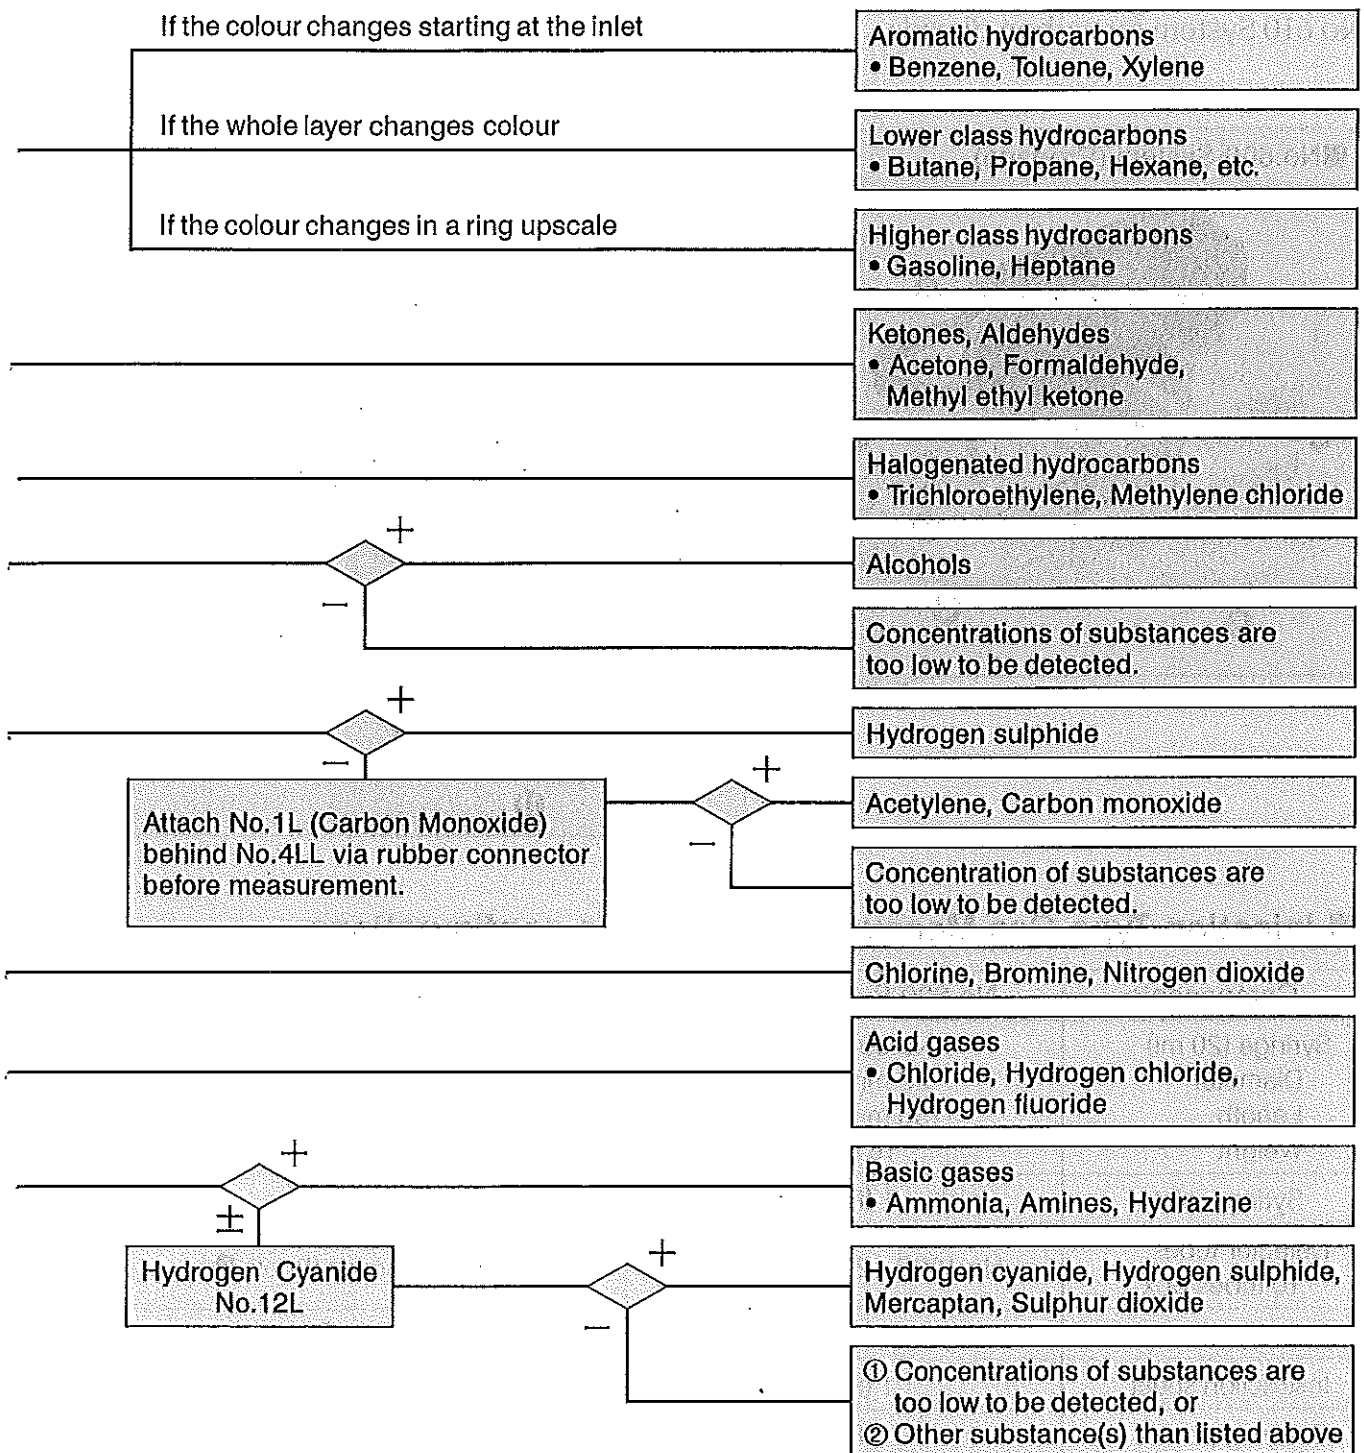 If the colour changes starting at the inlet
Aromatic hydrocarbons
• Benzene, Toluene, Xylene
If the whole layer changes colour
Lower class hydrocarbons
• Butane, Propane, Hexane, etc.
If the colour changes in a ring upscale
Higher class hydrocarbons
• Gasoline, Heptane
Ketones, Aldehydes
• Acetone, Formaldehyde,
Methyl ethyl ketone
Halogenated hydrocarbons
• Trichloroethylene, Methylene chloride
+
Alcohols
−
Concentrations of substances are
too low to be detected.
+
Hydrogen sulphide
−
Attach No.1L (Carbon Monoxide)
behind No.4LL via rubber connector
before measurement.
+
Acetylene, Carbon monoxide
−
Concentration of substances are
too low to be detected.
Chlorine, Bromine, Nitrogen dioxide
Acid gases
• Chloride, Hydrogen chloride,
Hydrogen fluoride
+
Basic gases
• Ammonia, Amines, Hydrazine
±
Hydrogen Cyanide
No.12L
+
Hydrogen cyanide, Hydrogen sulphide,
Mercaptan, Sulphur dioxide
−
① Concentrations of substances are
too low to be detected, or
② Other substance(s) than listed above